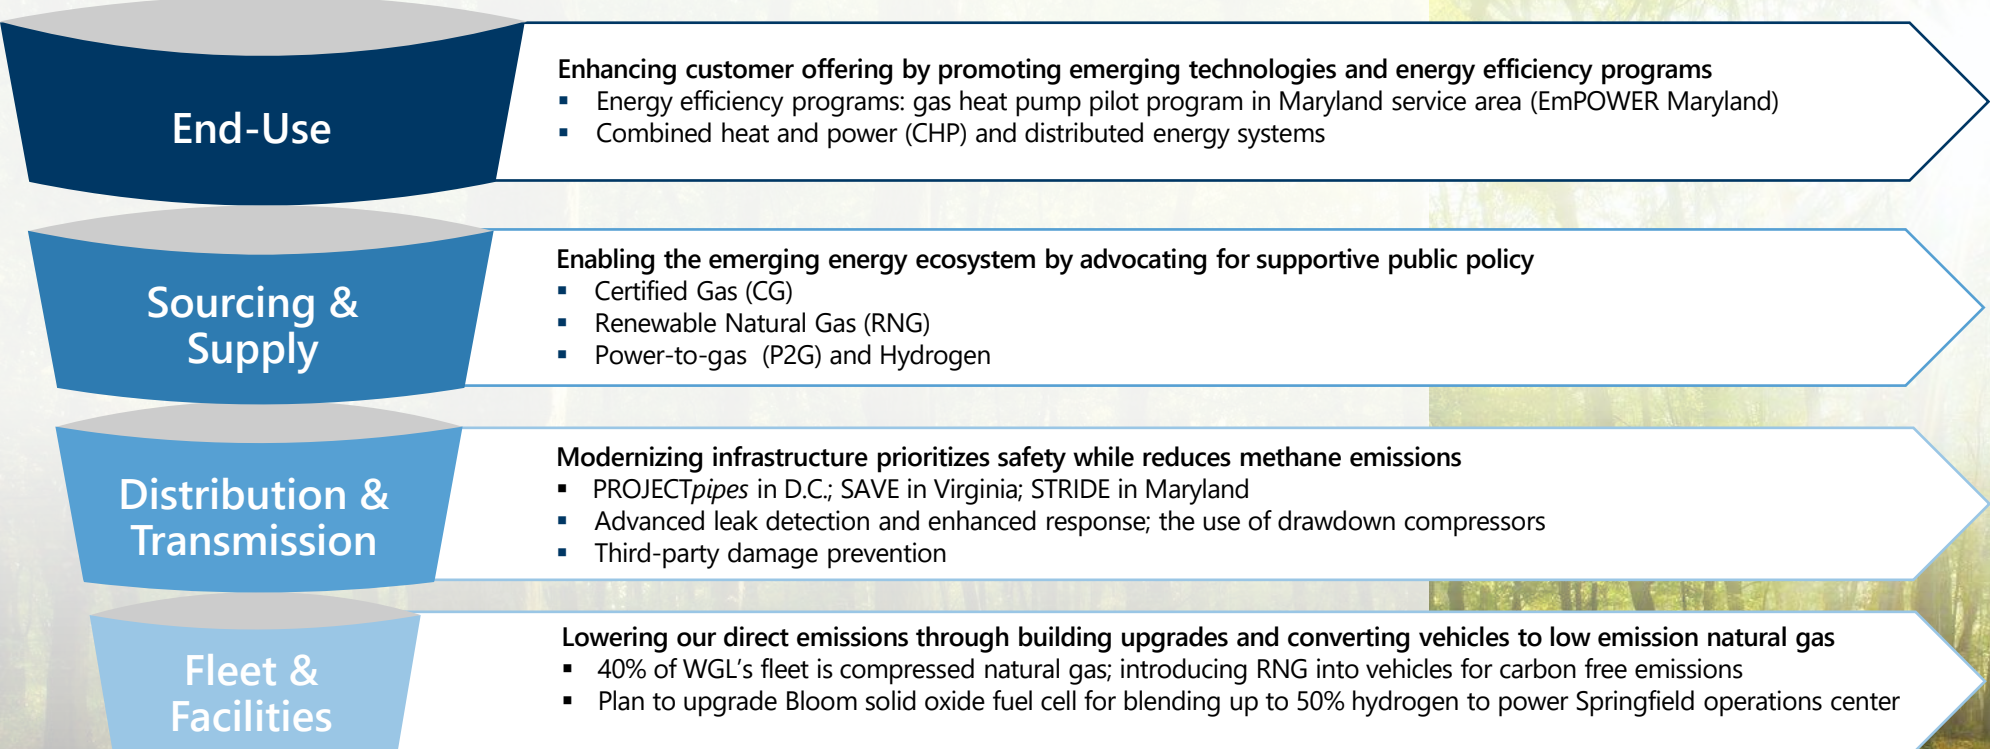 End-Use
Enhancing customer offering by promoting emerging technologies and energy efficiency programs
▪ Energy efficiency programs: gas heat pump pilot program in Maryland service area (EmPOWER Maryland)
▪ Combined heat and power (CHP) and distributed energy systems
Sourcing &
Supply
Enabling the emerging energy ecosystem by advocating for supportive public policy
▪ Certified Gas (CG)
▪ Renewable Natural Gas (RNG)
▪ Power-to-gas (P2G) and Hydrogen
Distribution &
Transmission
Modernizing infrastructure prioritizes safety while reduces methane emissions
▪ PROJECTpipes in D.C.; SAVE in Virginia; STRIDE in Maryland
▪ Advanced leak detection and enhanced response; the use of drawdown compressors
▪ Third-party damage prevention
Fleet &
Facilities
Lowering our direct emissions through building upgrades and converting vehicles to low emission natural gas
▪ 40% of WGL's fleet is compressed natural gas; introducing RNG into vehicles for carbon free emissions
▪ Plan to upgrade Bloom solid oxide fuel cell for blending up to 50% hydrogen to power Springfield operations center